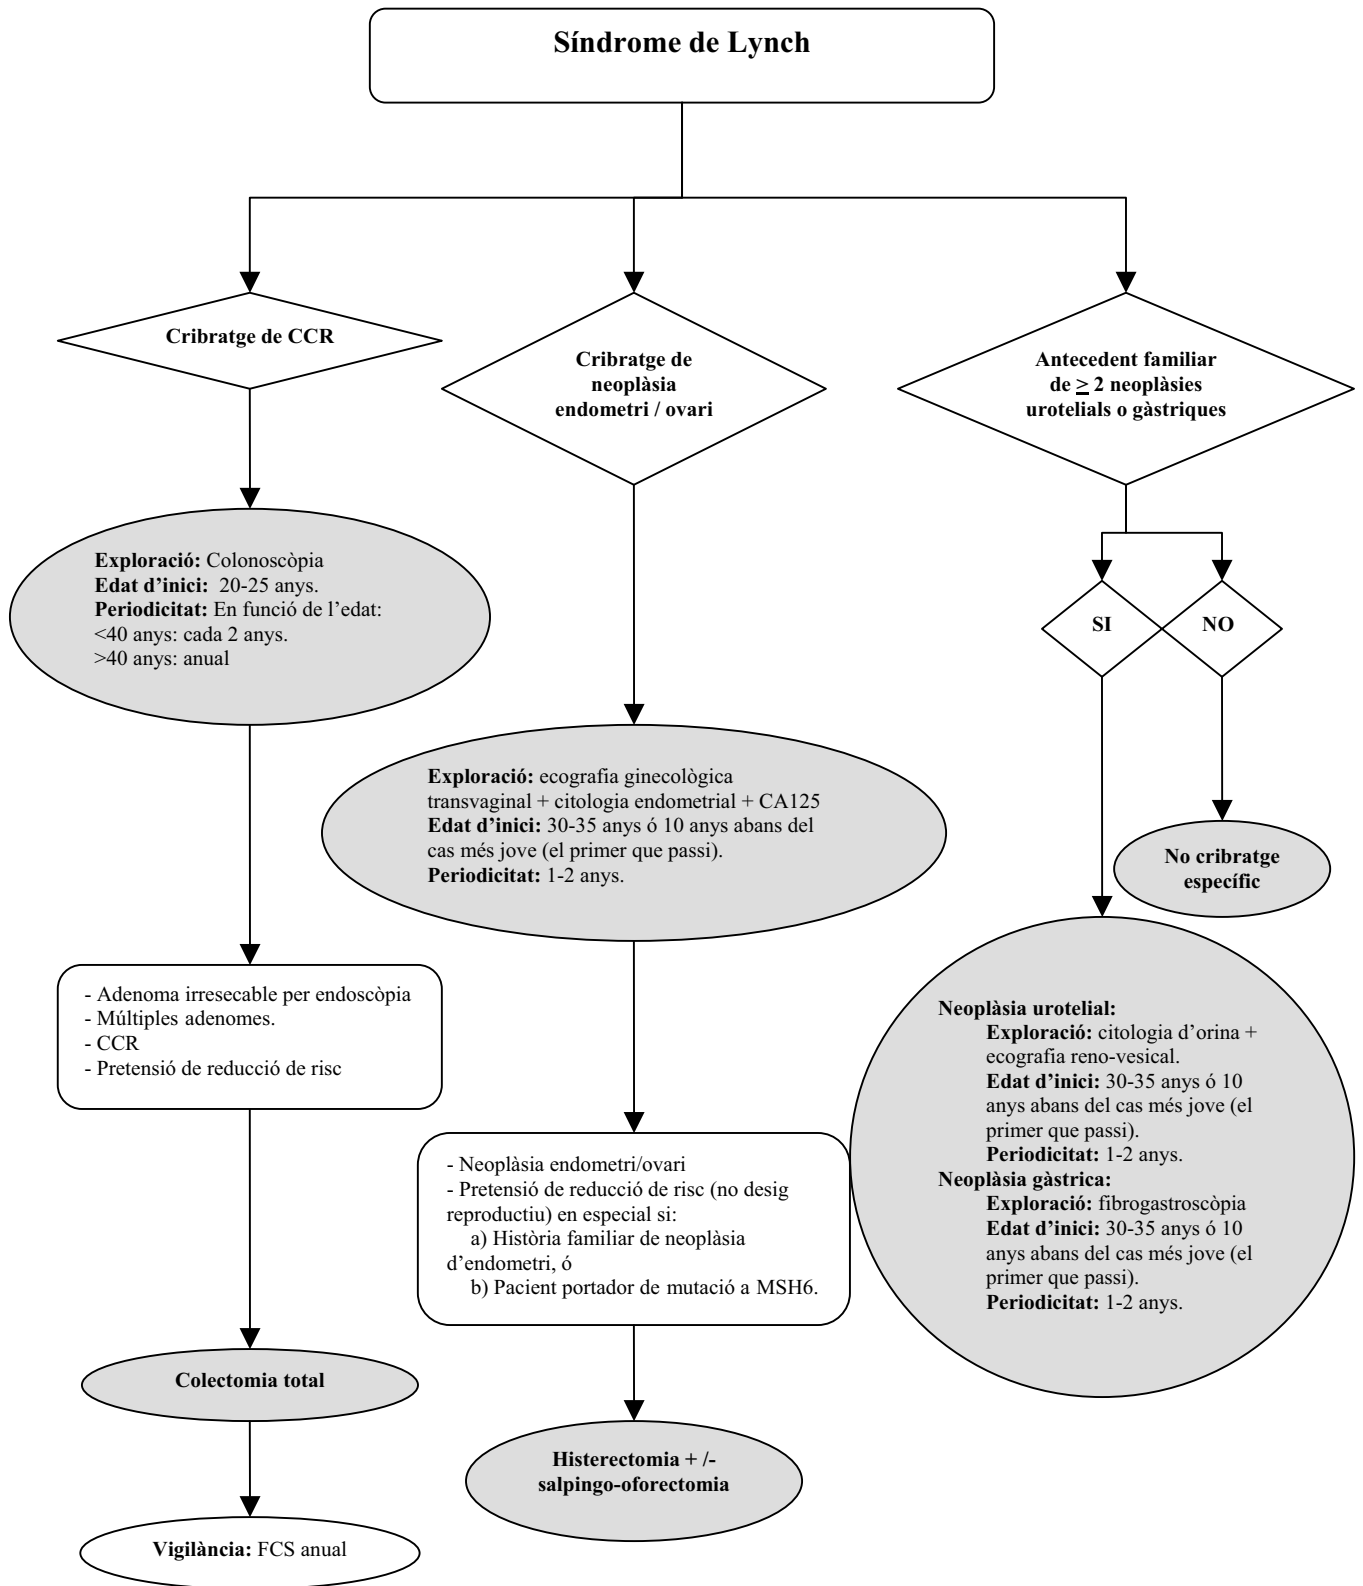 Síndrome de Lynch
Cribratge de CCR
Cribratge de
neoplàsia
endometri / ovari
Antecedent familiar
de ≥ 2 neoplàsies
urotelials o gàstriques
Exploració: Colonoscòpia
Edat d’inici:  20-25 anys.
Periodicitat: En funció de l’edat:
<40 anys: cada 2 anys.
>40 anys: anual
SI
NO
Exploració: ecografia ginecològica
transvaginal + citologia endometrial + CA125
Edat d’inici: 30-35 anys ó 10 anys abans del
cas més jove (el primer que passi).
Periodicitat: 1-2 anys.
No cribratge
específic
- Adenoma irresecable per endoscòpia
- Múltiples adenomes.
- CCR
- Pretensió de reducció de risc
Neoplàsia urotelial:
Exploració: citologia d’orina +
ecografia reno-vesical.
Edat d’inici: 30-35 anys ó 10
anys abans del cas més jove (el
primer que passi).
Periodicitat: 1-2 anys.
Neoplàsia gàstrica:
Exploració: fibrogastroscòpia
Edat d’inici: 30-35 anys ó 10
anys abans del cas més jove (el
primer que passi).
Periodicitat: 1-2 anys.
- Neoplàsia endometri/ovari
- Pretensió de reducció de risc (no desig
reproductiu) en especial si:
a) Història familiar de neoplàsia
d’endometri, ó
b) Pacient portador de mutació a MSH6.
Colectomia total
Histerectomia + /-
salpingo-oforectomia
Vigilància: FCS anual